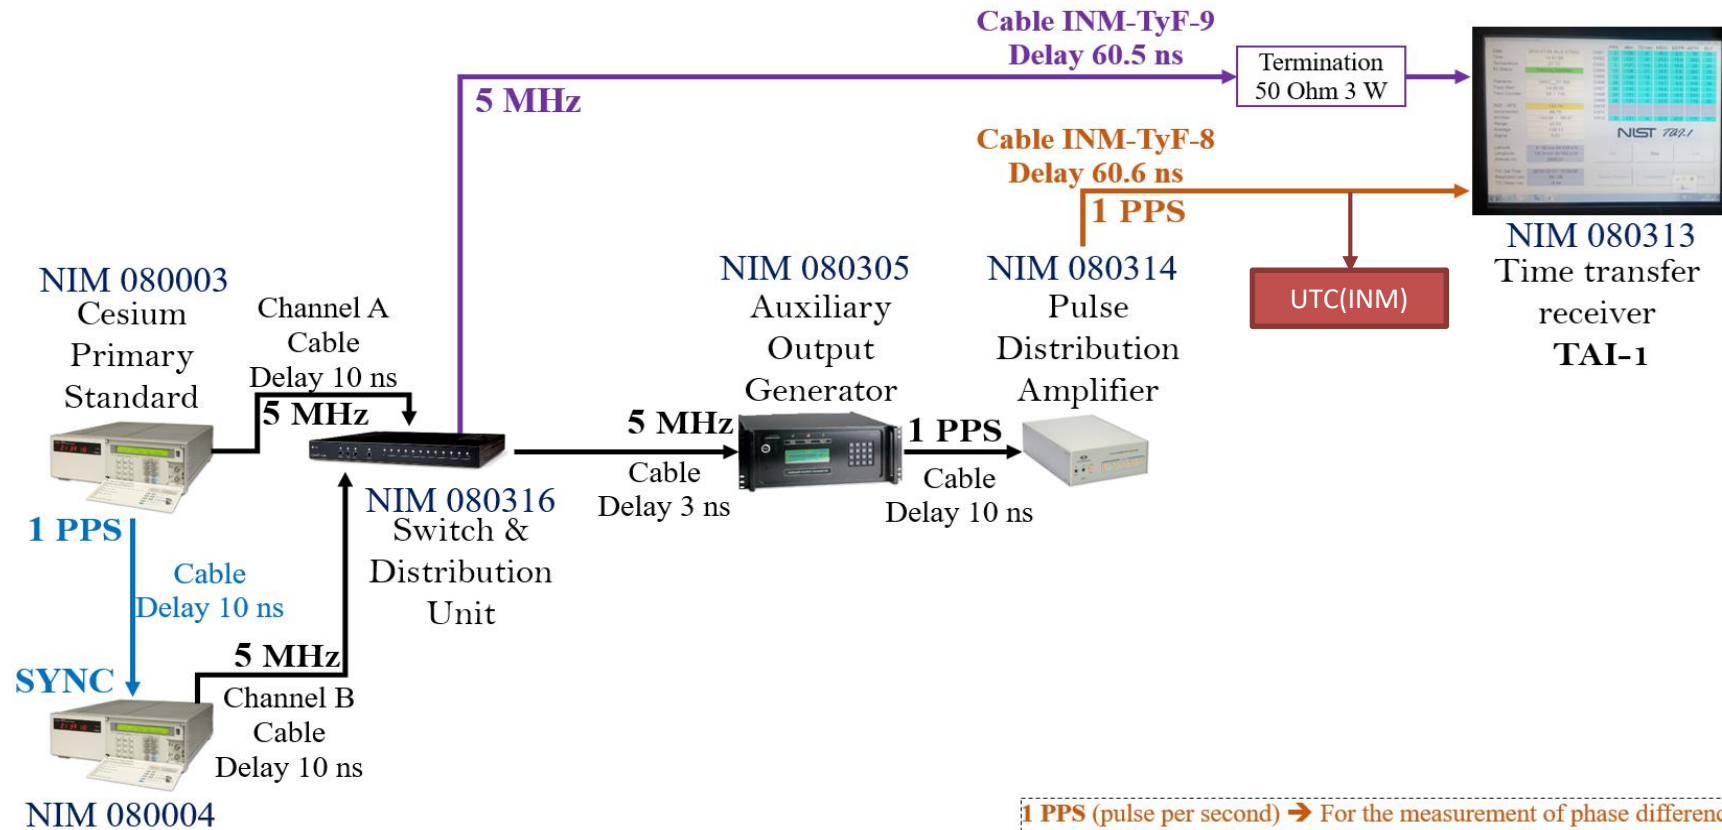 Cable INM-TyF-9
Delay 60.5 ns
5 MHz
Termination
50 Ohm 3 W
NIST TAI-1
Cable INM-TyF-8
Delay 60.6 ns
1 PPS
UTC(INM)
NIM 080313
Time transfer
receiver
TAI-1
NIM 080003
Cesium
Primary
Standard
Channel A
Cable
Delay 10 ns
5 MHz
NIM 080316
Switch &
Distribution
Unit
5 MHz
Cable
Delay 3 ns
NIM 080305
Auxiliary
Output
Generator
1 PPS
Cable
Delay 10 ns
NIM 080314
Pulse
Distribution
Amplifier
1 PPS
Cable
Delay 10 ns
SYNC
5 MHz
Channel B
Cable
Delay 10 ns
NIM 080004
1 PPS (pulse per second) ➔ For the measurement of phase differenc